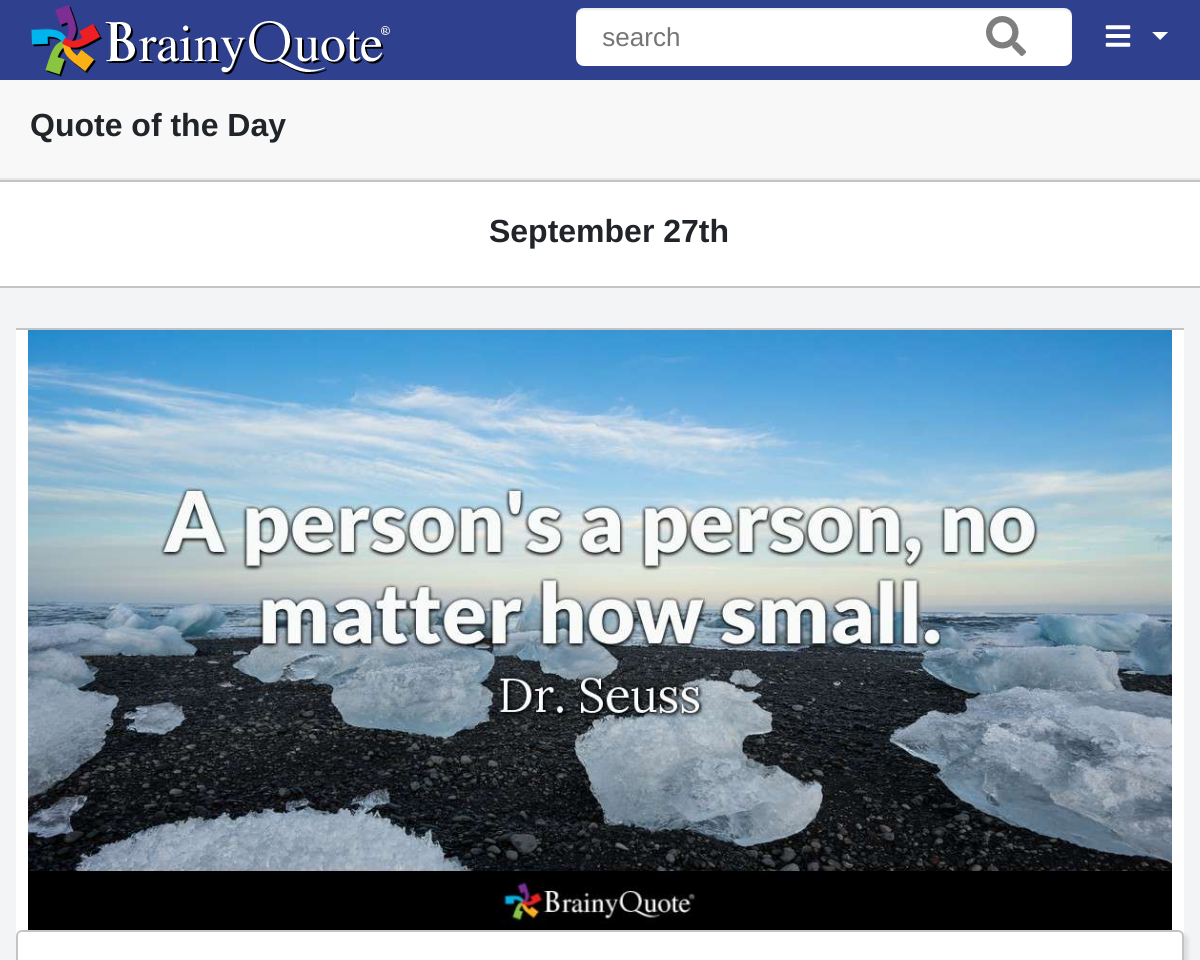 BrainyQuote®
search
Quote of the Day
September 27th
A person's a person, no
matter how small.
Dr. Seuss
BrainyQuote®